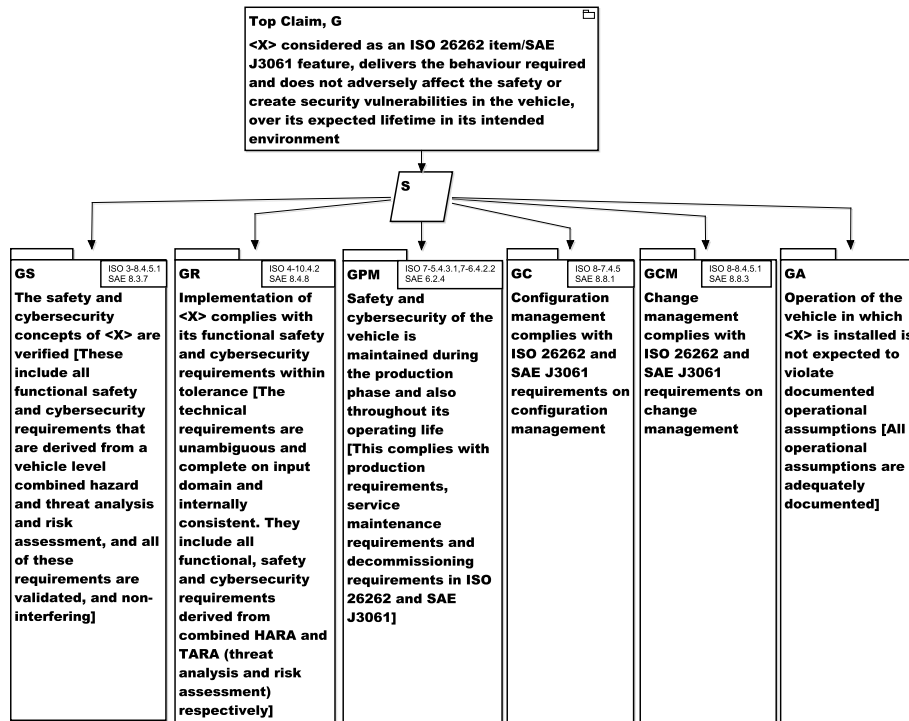 Top Claim, G
<X> considered as an ISO 26262 item/SAE
J3061 feature, delivers the behaviour required
and does not adversely affect the safety or
create security vulnerabilities in the vehicle,
over its expected lifetime in its intended
environment
S
GS
ISO 3-8.4.5.1
SAE 8.3.7
The safety and
cybersecurity
concepts of <X> are
verified [These
include all
functional safety
and cybersecurity
requirements that
are derived from a
vehicle level
combined hazard
and threat analysis
and risk
assessment, and all
of these
requirements are
validated, and non-
interfering]
GR
ISO 4-10.4.2
SAE 8.4.8
Implementation of
<X> complies with
its functional safety
and cybersecurity
requirements within
tolerance [The
technical
requirements are
unambiguous and
complete on input
domain and
internally
consistent. They
include all
functional, safety
and cybersecurity
requirements
derived from
combined HARA and
TARA (threat
analysis and risk
assessment)
respectively]
GPM
ISO 7-5.4.3.1,7-6.4.2.2
SAE 6.2.4
Safety and
cybersecurity of the
vehicle is
maintained during
the production
phase and also
throughout its
operating life
[This complies with
production
requirements,
service
maintenance
requirements and
decommissioning
requirements in ISO
26262 and SAE
J3061]
GC
ISO 8-7.4.5
SAE 8.8.1
Configuration
management
complies with
ISO 26262 and
SAE J3061
requirements on
configuration
management
GCM
ISO 8-8.4.5.1
SAE 8.8.3
Change
management
complies with
ISO 26262 and
SAE J3061
requirements on
change
management
GA
Operation of the
vehicle in which
<X> is installed is
not expected to
violate
documented
operational
assumptions [All
operational
assumptions are
adequately
documented]